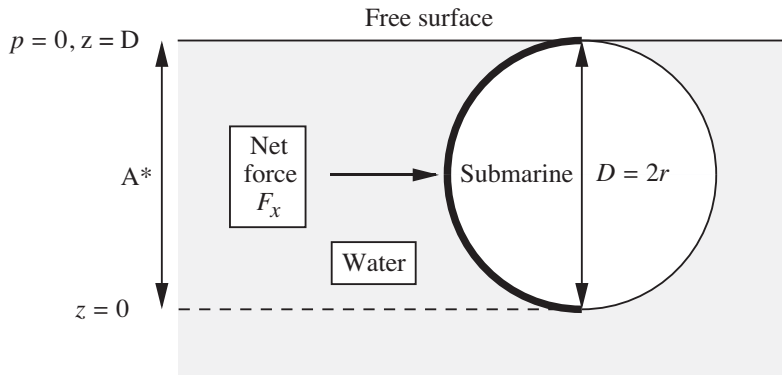 Free surface
p = 0, z = D
Net
force
F_x
A*
Submarine
D = 2r
Water
z = 0